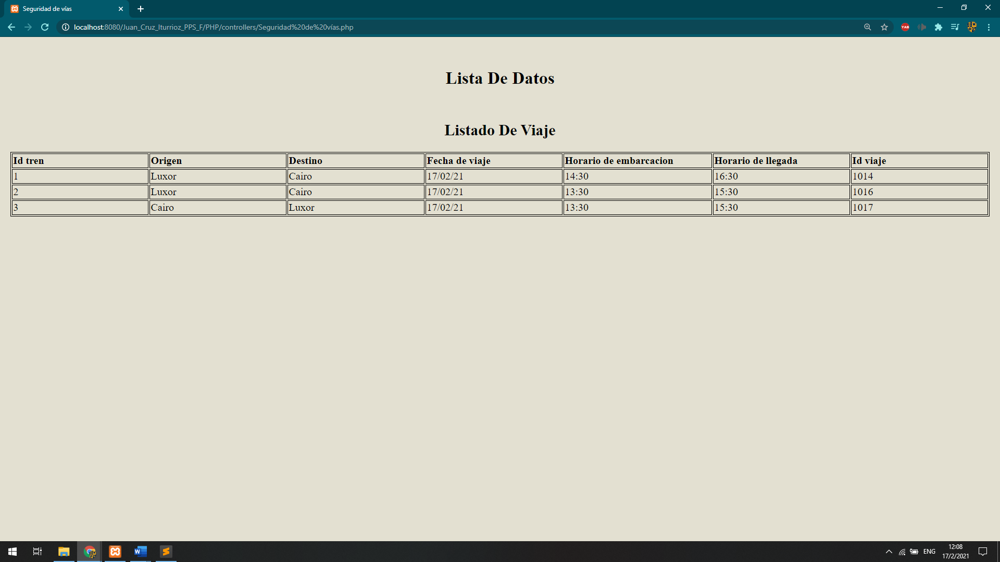 Seguridad de vías
localhost:8080/Juan_Cruz_Iturrioz_PPS_F/PHP/controllers/Seguridad%20de%20vías.php
YAB
Lista De Datos
Listado De Viaje
Id tren Origen Destino Fecha de viaje Horario de embarcacion Horario de llegada Id viaje
1 Luxor Cairo 17/02/21 14:30 16:30 1014
2 Luxor Cairo 17/02/21 13:30 15:30 1016
3 Cairo Luxor 17/02/21 13:30 15:30 1017
W
ENG
12:08
17/2/2021